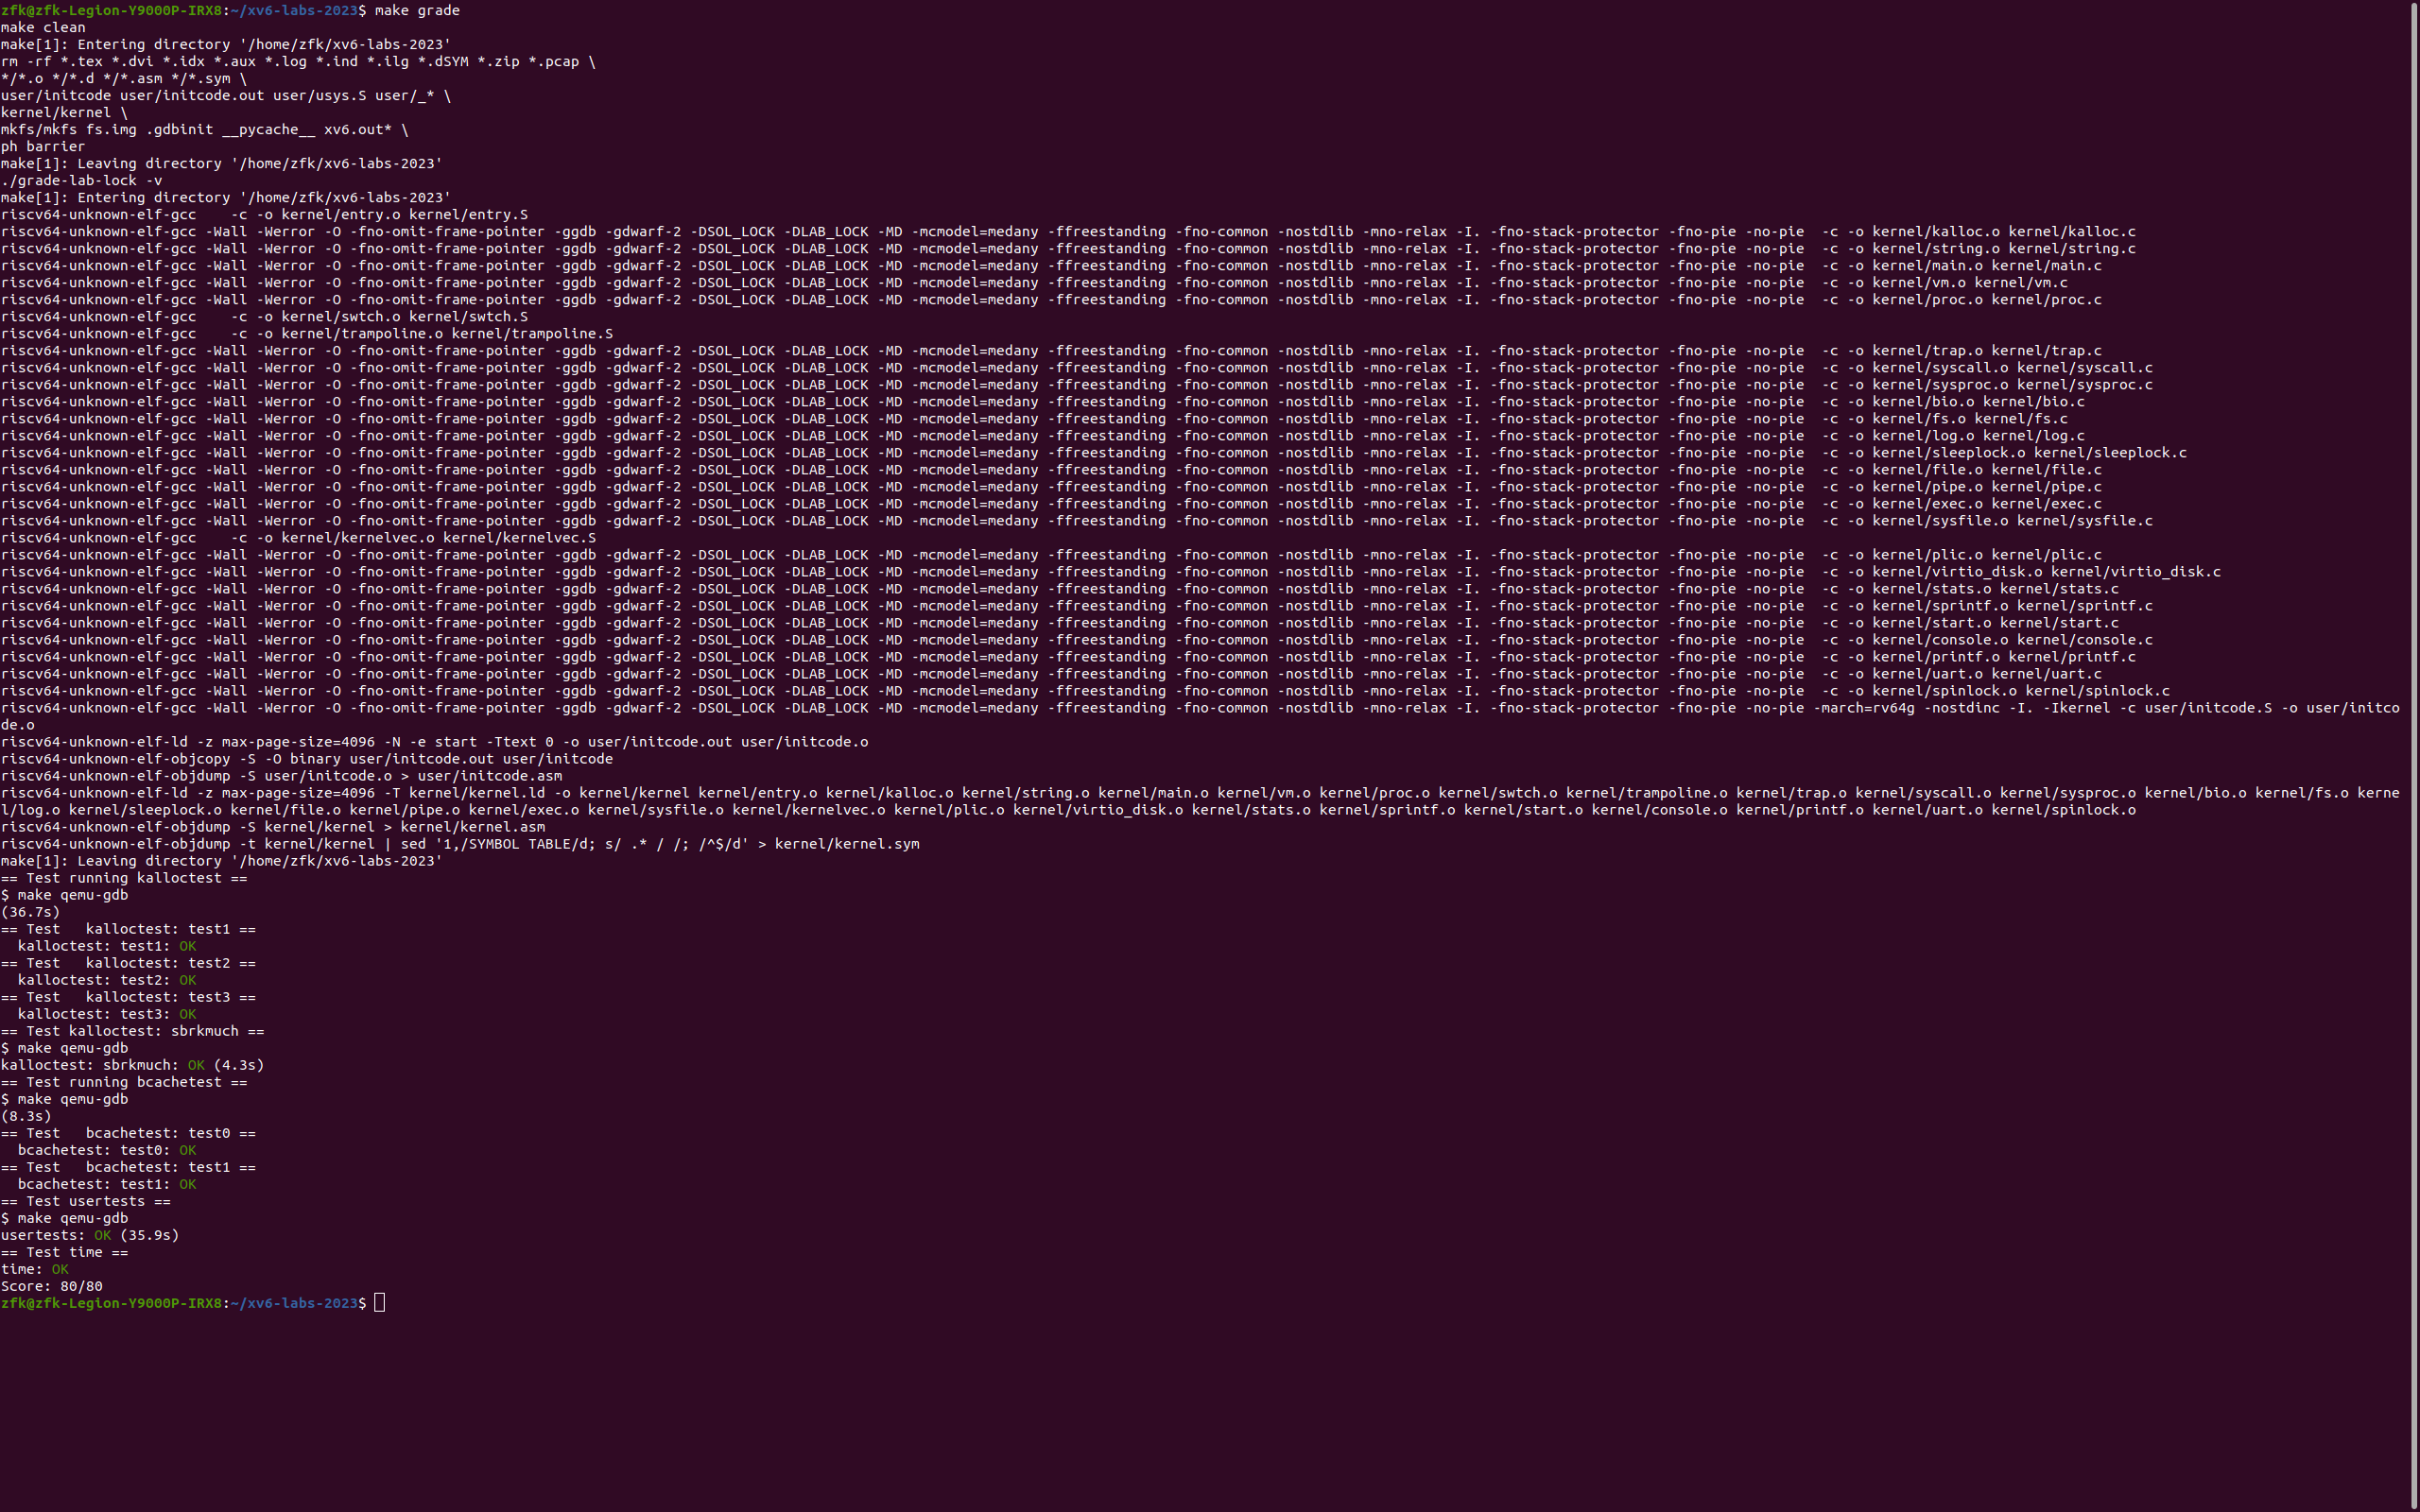 zfk@zfk-Legion-Y9000P-IRX8:~/xv6-labs-2023$ make grade
make clean
make[1]: Entering directory '/home/zfk/xv6-labs-2023'
rm -rf *.tex *.dvi *.idx *.aux *.log *.ind *.ilg *.dSYM *.zip *.pcap \
*/*.o */*.d */*.asm */*.sym \
user/initcode user/initcode.out user/usys.S user/_* \
kernel/kernel \
mkfs/mkfs fs.img .gdbinit __pycache__ xv6.out* \
ph barrier
make[1]: Leaving directory '/home/zfk/xv6-labs-2023'
./grade-lab-lock -v
make[1]: Entering directory '/home/zfk/xv6-labs-2023'
riscv64-unknown-elf-gcc    -c -o kernel/entry.o kernel/entry.S
riscv64-unknown-elf-gcc -Wall -Werror -O -fno-omit-frame-pointer -ggdb -gdwarf-2 -DSOL_LOCK -DLAB_LOCK -MD -mcmodel=medany -ffreestanding -fno-common -nostdlib -mno-relax -I. -fno-stack-protector -fno-pie -no-pie  -c -o kernel/kalloc.o kernel/kalloc.c
riscv64-unknown-elf-gcc -Wall -Werror -O -fno-omit-frame-pointer -ggdb -gdwarf-2 -DSOL_LOCK -DLAB_LOCK -MD -mcmodel=medany -ffreestanding -fno-common -nostdlib -mno-relax -I. -fno-stack-protector -fno-pie -no-pie  -c -o kernel/string.o kernel/string.c
riscv64-unknown-elf-gcc -Wall -Werror -O -fno-omit-frame-pointer -ggdb -gdwarf-2 -DSOL_LOCK -DLAB_LOCK -MD -mcmodel=medany -ffreestanding -fno-common -nostdlib -mno-relax -I. -fno-stack-protector -fno-pie -no-pie  -c -o kernel/main.o kernel/main.c
riscv64-unknown-elf-gcc -Wall -Werror -O -fno-omit-frame-pointer -ggdb -gdwarf-2 -DSOL_LOCK -DLAB_LOCK -MD -mcmodel=medany -ffreestanding -fno-common -nostdlib -mno-relax -I. -fno-stack-protector -fno-pie -no-pie  -c -o kernel/vm.o kernel/vm.c
riscv64-unknown-elf-gcc -Wall -Werror -O -fno-omit-frame-pointer -ggdb -gdwarf-2 -DSOL_LOCK -DLAB_LOCK -MD -mcmodel=medany -ffreestanding -fno-common -nostdlib -mno-relax -I. -fno-stack-protector -fno-pie -no-pie  -c -o kernel/proc.o kernel/proc.c
riscv64-unknown-elf-gcc    -c -o kernel/swtch.o kernel/swtch.S
riscv64-unknown-elf-gcc    -c -o kernel/trampoline.o kernel/trampoline.S
riscv64-unknown-elf-gcc -Wall -Werror -O -fno-omit-frame-pointer -ggdb -gdwarf-2 -DSOL_LOCK -DLAB_LOCK -MD -mcmodel=medany -ffreestanding -fno-common -nostdlib -mno-relax -I. -fno-stack-protector -fno-pie -no-pie  -c -o kernel/trap.o kernel/trap.c
riscv64-unknown-elf-gcc -Wall -Werror -O -fno-omit-frame-pointer -ggdb -gdwarf-2 -DSOL_LOCK -DLAB_LOCK -MD -mcmodel=medany -ffreestanding -fno-common -nostdlib -mno-relax -I. -fno-stack-protector -fno-pie -no-pie  -c -o kernel/syscall.o kernel/syscall.c
riscv64-unknown-elf-gcc -Wall -Werror -O -fno-omit-frame-pointer -ggdb -gdwarf-2 -DSOL_LOCK -DLAB_LOCK -MD -mcmodel=medany -ffreestanding -fno-common -nostdlib -mno-relax -I. -fno-stack-protector -fno-pie -no-pie  -c -o kernel/sysproc.o kernel/sysproc.c
riscv64-unknown-elf-gcc -Wall -Werror -O -fno-omit-frame-pointer -ggdb -gdwarf-2 -DSOL_LOCK -DLAB_LOCK -MD -mcmodel=medany -ffreestanding -fno-common -nostdlib -mno-relax -I. -fno-stack-protector -fno-pie -no-pie  -c -o kernel/bio.o kernel/bio.c
riscv64-unknown-elf-gcc -Wall -Werror -O -fno-omit-frame-pointer -ggdb -gdwarf-2 -DSOL_LOCK -DLAB_LOCK -MD -mcmodel=medany -ffreestanding -fno-common -nostdlib -mno-relax -I. -fno-stack-protector -fno-pie -no-pie  -c -o kernel/fs.o kernel/fs.c
riscv64-unknown-elf-gcc -Wall -Werror -O -fno-omit-frame-pointer -ggdb -gdwarf-2 -DSOL_LOCK -DLAB_LOCK -MD -mcmodel=medany -ffreestanding -fno-common -nostdlib -mno-relax -I. -fno-stack-protector -fno-pie -no-pie  -c -o kernel/log.o kernel/log.c
riscv64-unknown-elf-gcc -Wall -Werror -O -fno-omit-frame-pointer -ggdb -gdwarf-2 -DSOL_LOCK -DLAB_LOCK -MD -mcmodel=medany -ffreestanding -fno-common -nostdlib -mno-relax -I. -fno-stack-protector -fno-pie -no-pie  -c -o kernel/sleeplock.o kernel/sleeplock.c
riscv64-unknown-elf-gcc -Wall -Werror -O -fno-omit-frame-pointer -ggdb -gdwarf-2 -DSOL_LOCK -DLAB_LOCK -MD -mcmodel=medany -ffreestanding -fno-common -nostdlib -mno-relax -I. -fno-stack-protector -fno-pie -no-pie  -c -o kernel/file.o kernel/file.c
riscv64-unknown-elf-gcc -Wall -Werror -O -fno-omit-frame-pointer -ggdb -gdwarf-2 -DSOL_LOCK -DLAB_LOCK -MD -mcmodel=medany -ffreestanding -fno-common -nostdlib -mno-relax -I. -fno-stack-protector -fno-pie -no-pie  -c -o kernel/pipe.o kernel/pipe.c
riscv64-unknown-elf-gcc -Wall -Werror -O -fno-omit-frame-pointer -ggdb -gdwarf-2 -DSOL_LOCK -DLAB_LOCK -MD -mcmodel=medany -ffreestanding -fno-common -nostdlib -mno-relax -I. -fno-stack-protector -fno-pie -no-pie  -c -o kernel/exec.o kernel/exec.c
riscv64-unknown-elf-gcc -Wall -Werror -O -fno-omit-frame-pointer -ggdb -gdwarf-2 -DSOL_LOCK -DLAB_LOCK -MD -mcmodel=medany -ffreestanding -fno-common -nostdlib -mno-relax -I. -fno-stack-protector -fno-pie -no-pie  -c -o kernel/sysfile.o kernel/sysfile.c
riscv64-unknown-elf-gcc    -c -o kernel/kernelvec.o kernel/kernelvec.S
riscv64-unknown-elf-gcc -Wall -Werror -O -fno-omit-frame-pointer -ggdb -gdwarf-2 -DSOL_LOCK -DLAB_LOCK -MD -mcmodel=medany -ffreestanding -fno-common -nostdlib -mno-relax -I. -fno-stack-protector -fno-pie -no-pie  -c -o kernel/plic.o kernel/plic.c
riscv64-unknown-elf-gcc -Wall -Werror -O -fno-omit-frame-pointer -ggdb -gdwarf-2 -DSOL_LOCK -DLAB_LOCK -MD -mcmodel=medany -ffreestanding -fno-common -nostdlib -mno-relax -I. -fno-stack-protector -fno-pie -no-pie  -c -o kernel/virtio_disk.o kernel/virtio_disk.c
riscv64-unknown-elf-gcc -Wall -Werror -O -fno-omit-frame-pointer -ggdb -gdwarf-2 -DSOL_LOCK -DLAB_LOCK -MD -mcmodel=medany -ffreestanding -fno-common -nostdlib -mno-relax -I. -fno-stack-protector -fno-pie -no-pie  -c -o kernel/stats.o kernel/stats.c
riscv64-unknown-elf-gcc -Wall -Werror -O -fno-omit-frame-pointer -ggdb -gdwarf-2 -DSOL_LOCK -DLAB_LOCK -MD -mcmodel=medany -ffreestanding -fno-common -nostdlib -mno-relax -I. -fno-stack-protector -fno-pie -no-pie  -c -o kernel/sprintf.o kernel/sprintf.c
riscv64-unknown-elf-gcc -Wall -Werror -O -fno-omit-frame-pointer -ggdb -gdwarf-2 -DSOL_LOCK -DLAB_LOCK -MD -mcmodel=medany -ffreestanding -fno-common -nostdlib -mno-relax -I. -fno-stack-protector -fno-pie -no-pie  -c -o kernel/start.o kernel/start.c
riscv64-unknown-elf-gcc -Wall -Werror -O -fno-omit-frame-pointer -ggdb -gdwarf-2 -DSOL_LOCK -DLAB_LOCK -MD -mcmodel=medany -ffreestanding -fno-common -nostdlib -mno-relax -I. -fno-stack-protector -fno-pie -no-pie  -c -o kernel/console.o kernel/console.c
riscv64-unknown-elf-gcc -Wall -Werror -O -fno-omit-frame-pointer -ggdb -gdwarf-2 -DSOL_LOCK -DLAB_LOCK -MD -mcmodel=medany -ffreestanding -fno-common -nostdlib -mno-relax -I. -fno-stack-protector -fno-pie -no-pie  -c -o kernel/printf.o kernel/printf.c
riscv64-unknown-elf-gcc -Wall -Werror -O -fno-omit-frame-pointer -ggdb -gdwarf-2 -DSOL_LOCK -DLAB_LOCK -MD -mcmodel=medany -ffreestanding -fno-common -nostdlib -mno-relax -I. -fno-stack-protector -fno-pie -no-pie  -c -o kernel/uart.o kernel/uart.c
riscv64-unknown-elf-gcc -Wall -Werror -O -fno-omit-frame-pointer -ggdb -gdwarf-2 -DSOL_LOCK -DLAB_LOCK -MD -mcmodel=medany -ffreestanding -fno-common -nostdlib -mno-relax -I. -fno-stack-protector -fno-pie -no-pie  -c -o kernel/spinlock.o kernel/spinlock.c
riscv64-unknown-elf-gcc -Wall -Werror -O -fno-omit-frame-pointer -ggdb -gdwarf-2 -DSOL_LOCK -DLAB_LOCK -MD -mcmodel=medany -ffreestanding -fno-common -nostdlib -mno-relax -I. -fno-stack-protector -fno-pie -no-pie -march=rv64g -nostdinc -I. -Ikernel -c user/initcode.S -o user/initco
de.o
riscv64-unknown-elf-ld -z max-page-size=4096 -N -e start -Ttext 0 -o user/initcode.out user/initcode.o
riscv64-unknown-elf-objcopy -S -O binary user/initcode.out user/initcode
riscv64-unknown-elf-objdump -S user/initcode.o > user/initcode.asm
riscv64-unknown-elf-ld -z max-page-size=4096 -T kernel/kernel.ld -o kernel/kernel kernel/entry.o kernel/kalloc.o kernel/string.o kernel/main.o kernel/vm.o kernel/proc.o kernel/swtch.o kernel/trampoline.o kernel/trap.o kernel/syscall.o kernel/sysproc.o kernel/bio.o kernel/fs.o kerne
l/log.o kernel/sleeplock.o kernel/file.o kernel/pipe.o kernel/exec.o kernel/sysfile.o kernel/kernelvec.o kernel/plic.o kernel/virtio_disk.o kernel/stats.o kernel/sprintf.o kernel/start.o kernel/console.o kernel/printf.o kernel/uart.o kernel/spinlock.o
riscv64-unknown-elf-objdump -S kernel/kernel > kernel/kernel.asm
riscv64-unknown-elf-objdump -t kernel/kernel | sed '1,/SYMBOL TABLE/d; s/ .* / /; /^$/d' > kernel/kernel.sym
make[1]: Leaving directory '/home/zfk/xv6-labs-2023'
== Test running kalloctest ==
$ make qemu-gdb
(36.7s)
== Test   kalloctest: test1 ==
  kalloctest: test1: OK
== Test   kalloctest: test2 ==
  kalloctest: test2: OK
== Test   kalloctest: test3 ==
  kalloctest: test3: OK
== Test kalloctest: sbrkmuch ==
$ make qemu-gdb
kalloctest: sbrkmuch: OK (4.3s)
== Test running bcachetest ==
$ make qemu-gdb
(8.3s)
== Test   bcachetest: test0 ==
  bcachetest: test0: OK
== Test   bcachetest: test1 ==
  bcachetest: test1: OK
== Test usertests ==
$ make qemu-gdb
usertests: OK (35.9s)
== Test time ==
time: OK
Score: 80/80
zfk@zfk-Legion-Y9000P-IRX8:~/xv6-labs-2023$